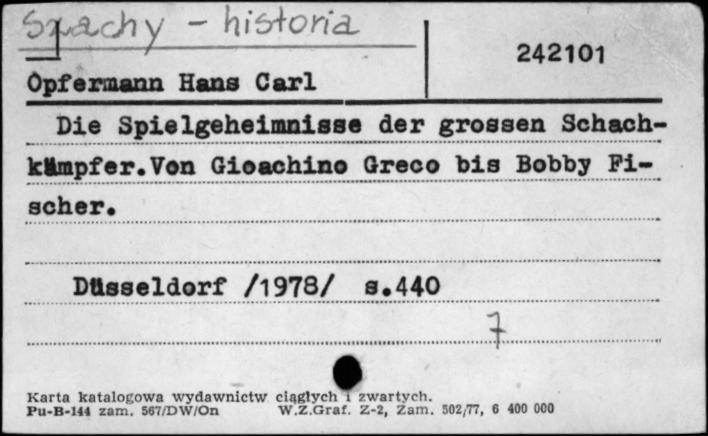 Szachy - historia
242101
Opfermann Hans Carl
Die Spielgeheimnisse der grossen Schach-
kämpfer.Von Gioachino Greco bis Bobby Fi-
scher.
Düsseldorf /1978/ s.440
7
Karta katalogowa wydawnictw ciągłych i zwartych.
Pu-B-144 zam. 567/DW/On W.Z.Graf. Z-2, Zam. 502/77, 6 400 000